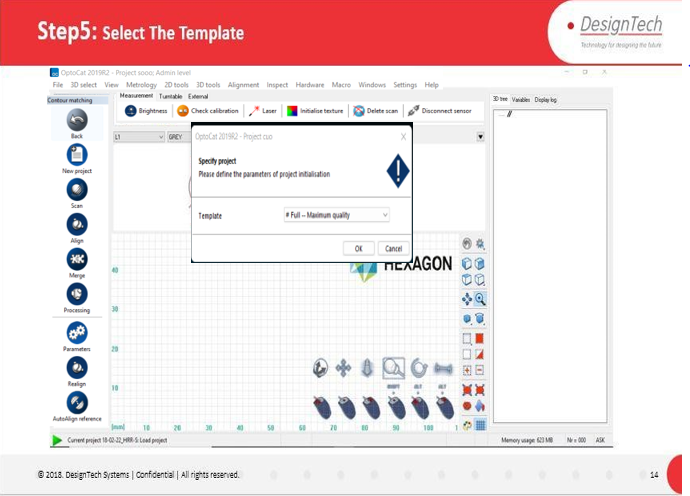 Step5: Select The Template
DesignTech
Technology for designing the future
OptoCat 2019R2 - Project sooo; Admin level
File 3D select View Metrology 2D tools 3D tools Alignment Inspect Hardware Macro Windows Settings Help
Contour matching
Measurement Turntable External
3D tree Variables Display log
Brightness Check calibration Laser Initialise texture Delete scan Disconnect sensor
//
Back
L1 GREY
OptoCat 2019R2 - Project cuo
Specify project
Please define the parameters of project initialisation
New project
Template # Full -- Maximum quality
Scan
OK Cancel
Align
HEXAGON
40
Merge
30
Processing
20
Parameters
10
SHIFT ALT ALT
Realign
AutoAlign reference
[mm] 10 20 30 40 50 60 70 80 90 100 1
Current project 18-02-22_HRR-S: Load project
Memory usage: 623 MB Nr x 000 ASK
© 2018. DesignTech Systems | Confidential | All rights reserved.
14